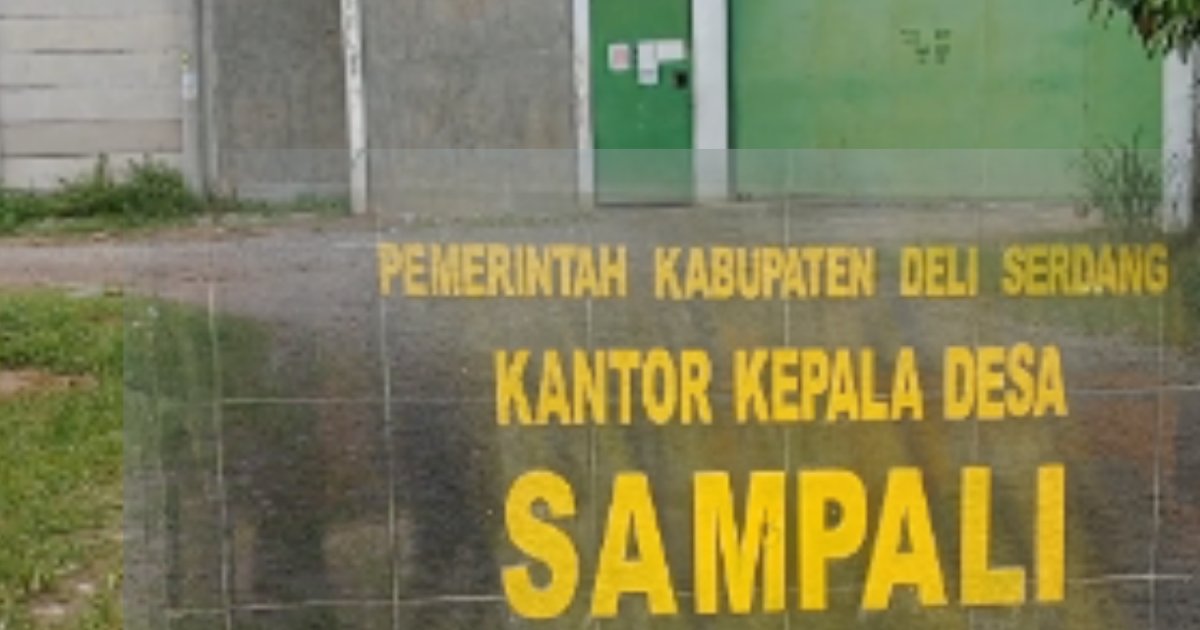 PEMERINTAH KABUPATEN DELI SERDANG
KANTOR KEPALA DESA
SAMPALI